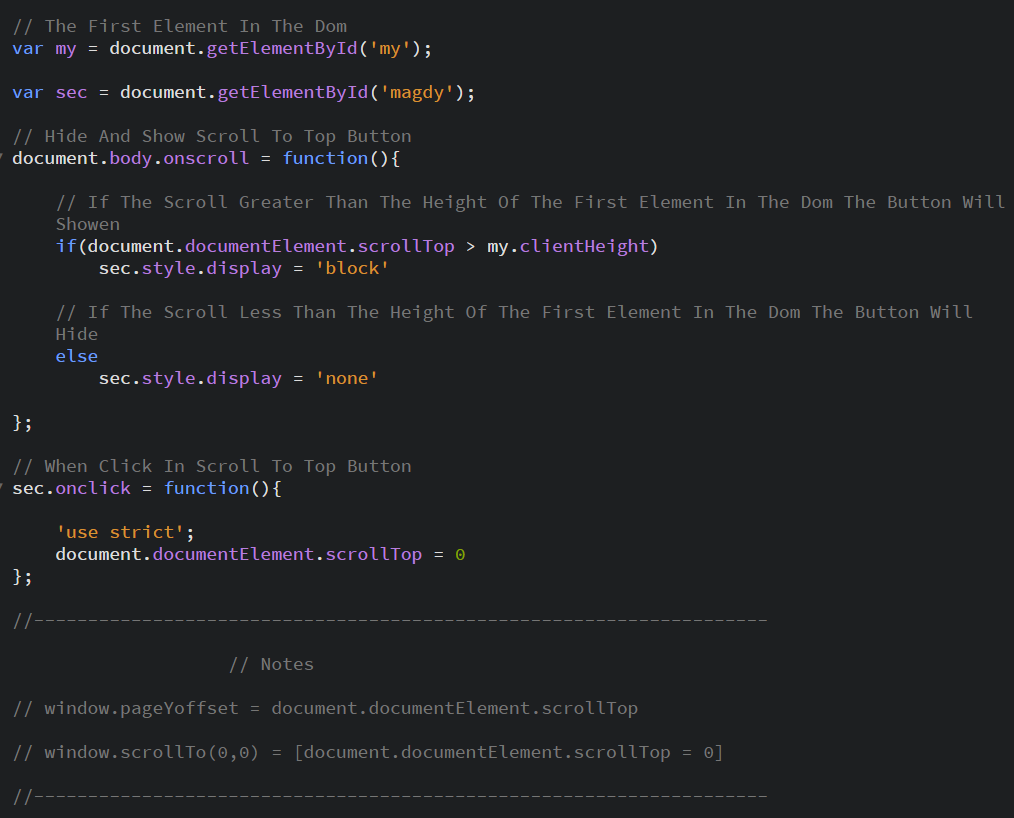 // The First Element In The Dom
var my = document.getElementById('my');
var sec = document.getElementById('magdy');
// Hide And Show Scroll To Top Button
document.body.onscroll = function(){
// If The Scroll Greater Than The Height Of The First Element In The Dom The Button Will
Showen
if(document.documentElement.scrollTop > my.clientHeight)
sec.style.display = 'block'
// If The Scroll Less Than The Height Of The First Element In The Dom The Button Will
Hide
else
sec.style.display = 'none'
};
// When Click In Scroll To Top Button
sec.onclick = function(){
'use strict';
document.documentElement.scrollTop = 0
};
//--------------------------------------------------------------------
// Notes
// window.pageYoffset = document.documentElement.scrollTop
// window.scrollTo(0,0) = [document.documentElement.scrollTop = 0]
//--------------------------------------------------------------------